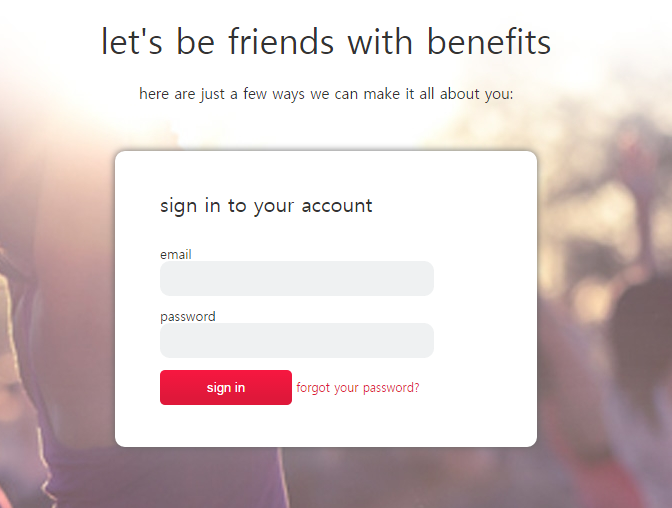 let's be friends with benefits
here are just a few ways we can make it all about you:
sign in to your account
email
password
sign in forgot your password?